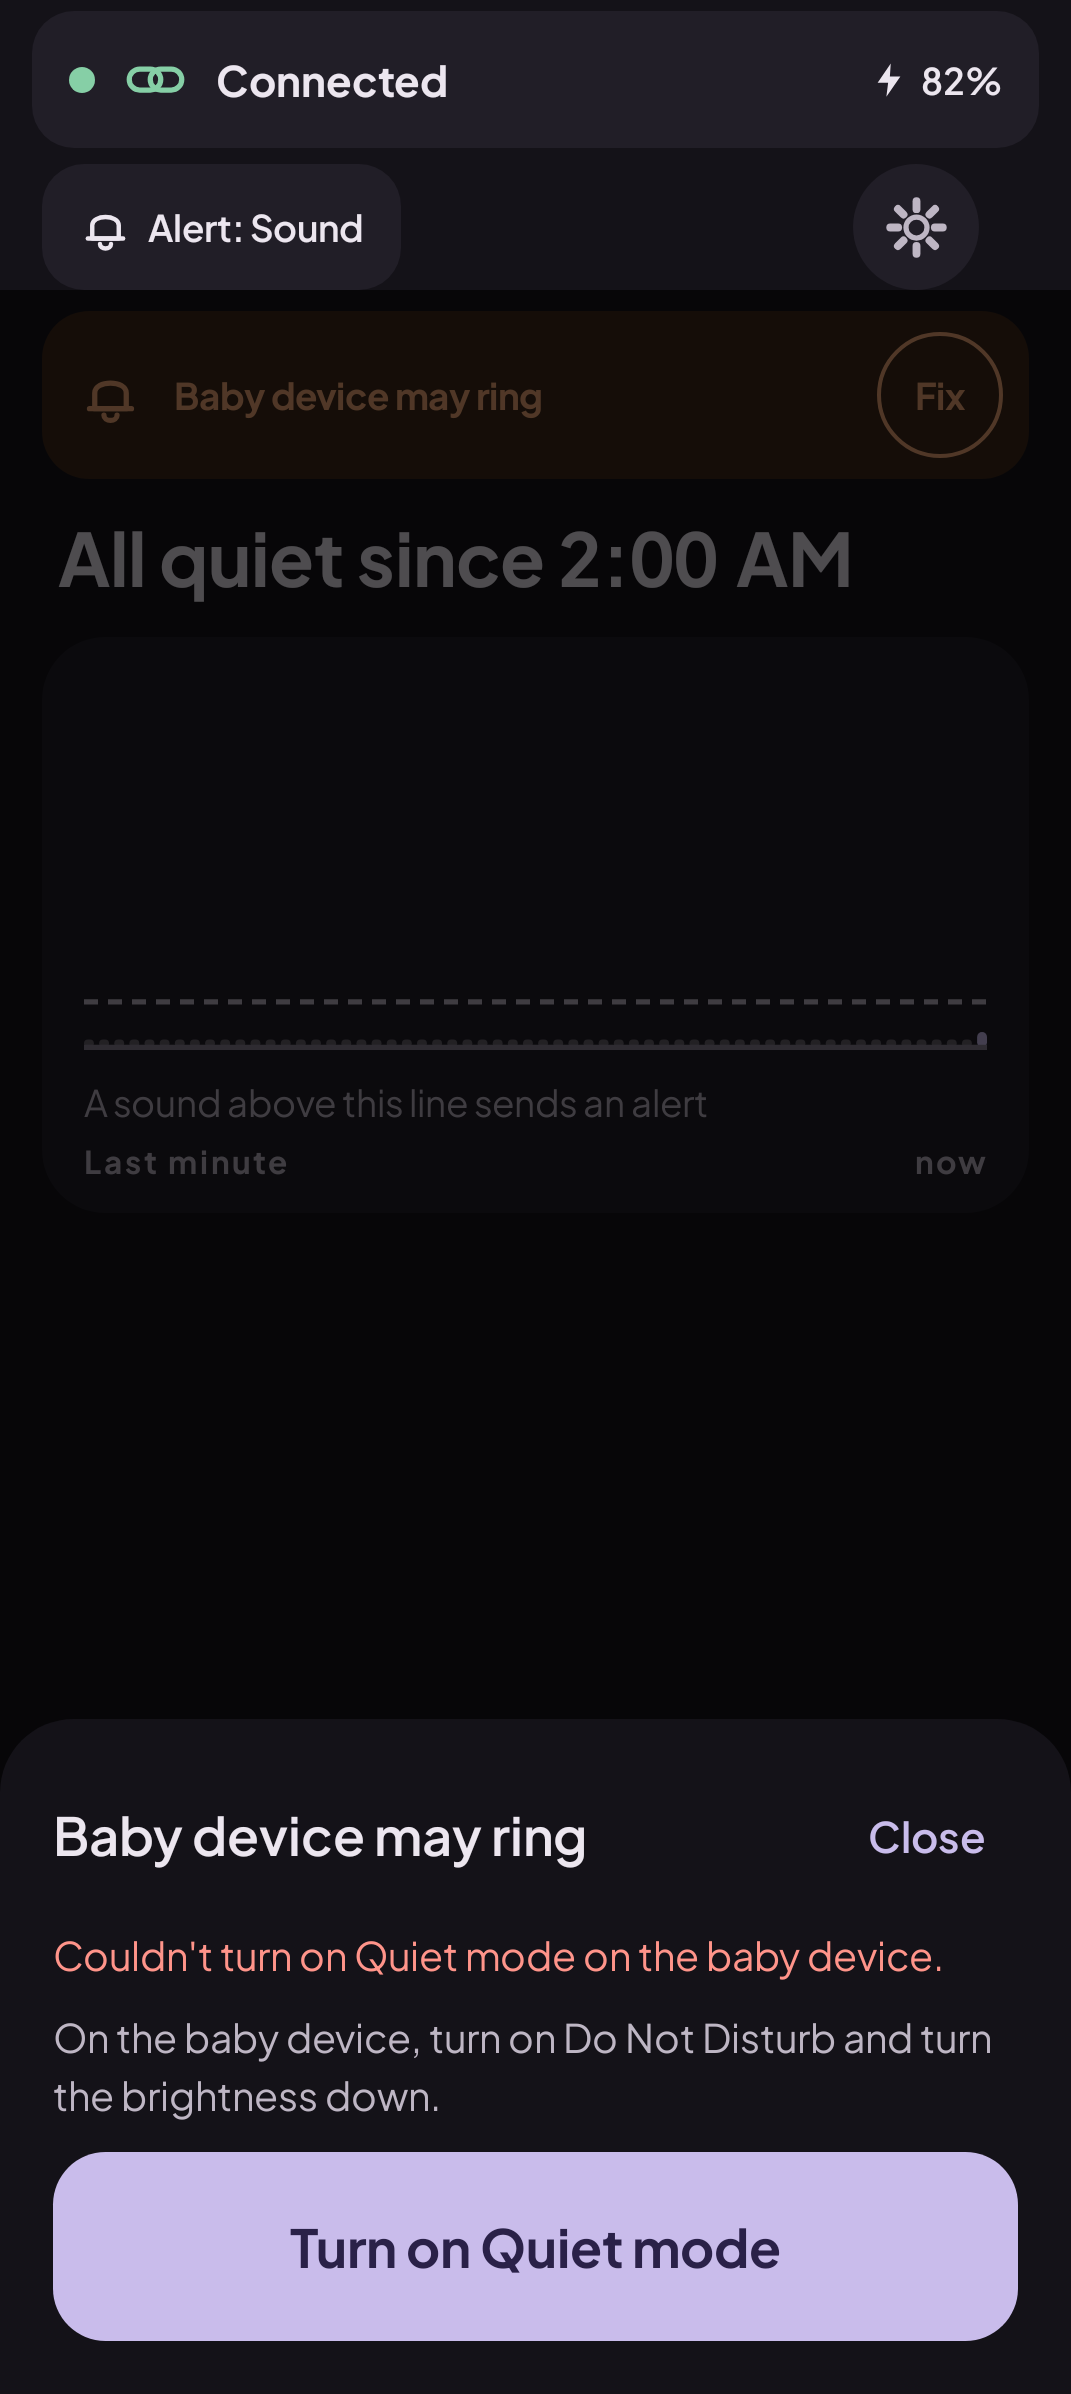 Connected
82%
Alert: Sound
Baby device may ring
Fix
All quiet since 2:00 AM
A sound above this line sends an alert
Last minute
now
Baby device may ring
Close
Couldn't turn on Quiet mode on the baby device.
On the baby device, turn on Do Not Disturb and turn
the brightness down.
Turn on Quiet mode